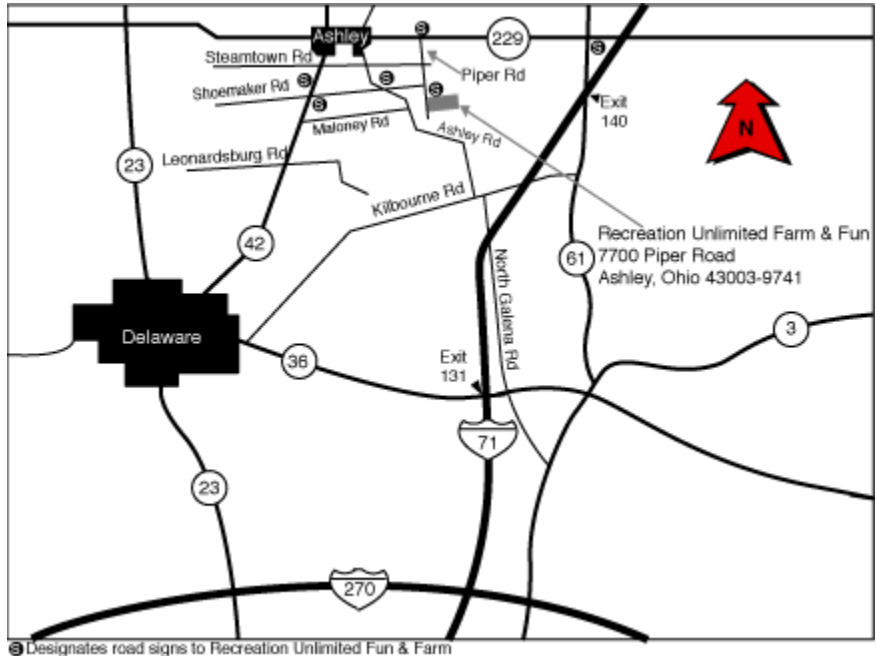 Ashley
229
Steamtown Rd
S
Piper Rd
Shoemaker Rd
S
S
S
S
S
Exit
140
N
Maloney Rd
Ashley Rd
23
Leonardsburg Rd
Kilbourne Rd
42
Recreation Unlimited Farm & Fun
7700 Piper Road
Ashley, Ohio 43003-9741
61
North Galena Rd
Delaware
3
36
Exit
131
71
23
270
S Designates road signs to Recreation Unlimited Fun & Farm